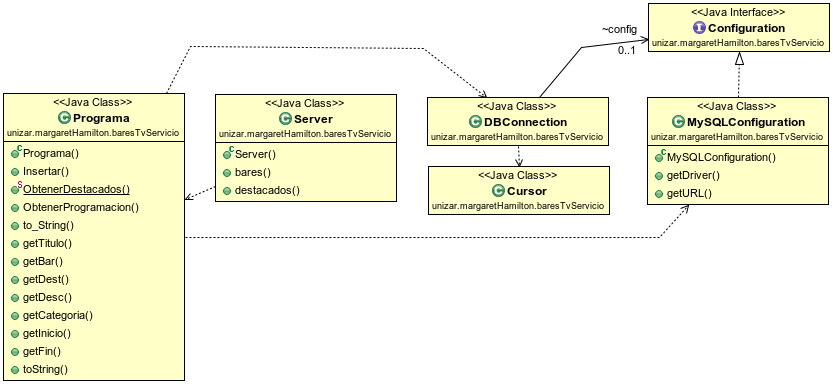 <<Java Interface>>
Configuration
unizar.margaretHamilton.baresTvServicio
~config
0..1
<<Java Class>>
Programa
unizar.margaretHamilton.baresTvServicio
Programa()
Insertar()
ObtenerDestacados()
ObtenerProgramacion()
to_String()
getTitulo()
getBar()
getDest()
getDesc()
getCategoria()
getInicio()
getFin()
toString()
<<Java Class>>
Server
unizar.margaretHamilton.baresTvServicio
Server()
bares()
destacados()
<<Java Class>>
DBConnection
unizar.margaretHamilton.baresTvServicio
<<Java Class>>
Cursor
unizar.margaretHamilton.baresTvServicio
<<Java Class>>
MySQLConfiguration
unizar.margaretHamilton.baresTvServicio
MySQLConfiguration()
getDriver()
getURL()